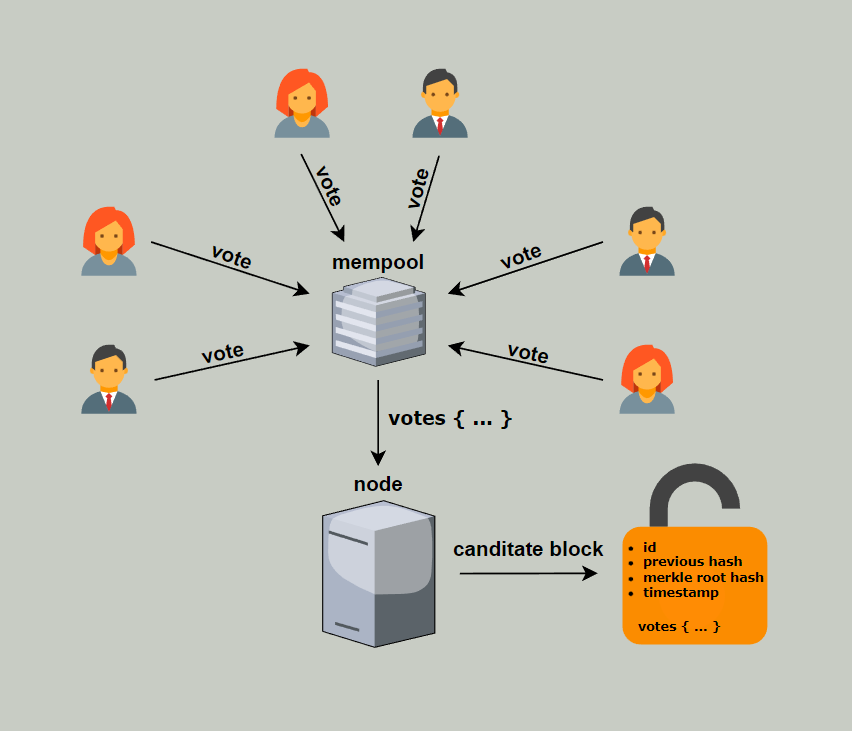 vote
vote
vote
vote
mempool
vote
vote
votes { ... }
node
canditate block
id
previous hash
merkle root hash
timestamp
votes { ... }